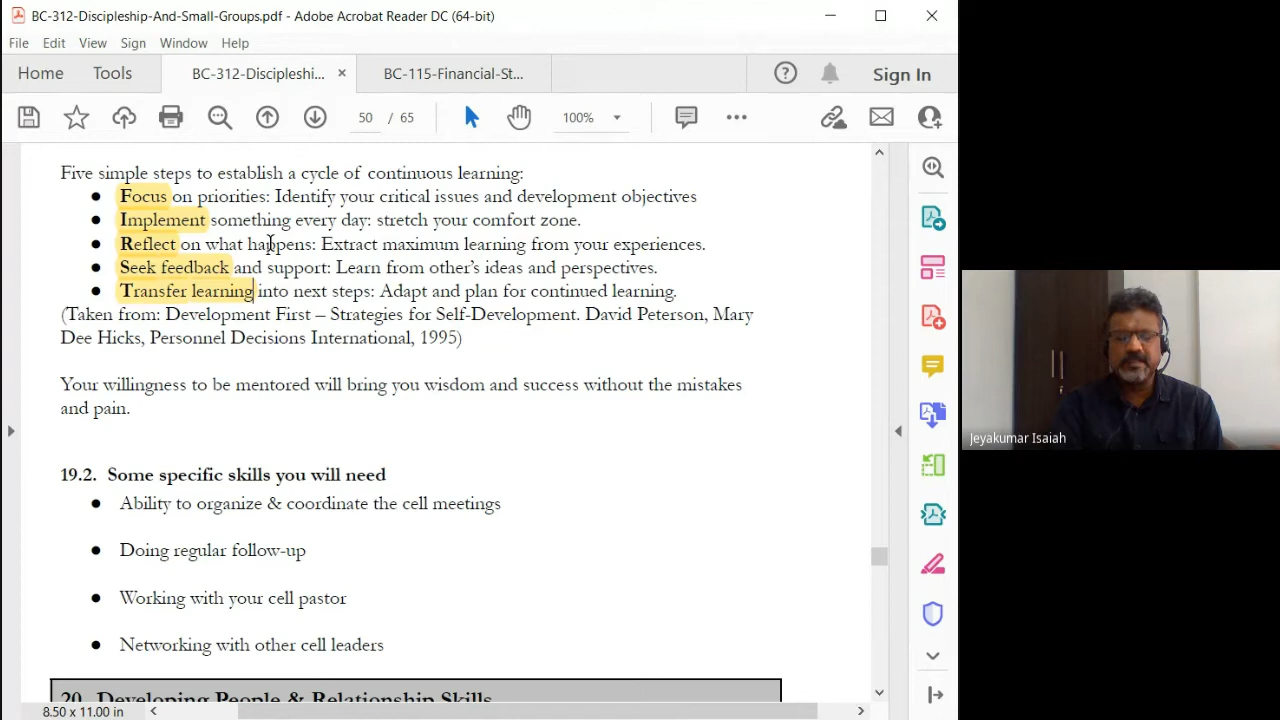 BC-312-Discipleship-And-Small-Groups.pdf - Adobe Acrobat Reader DC (64-bit)
File Edit View Sign Window Help
Home Tools BC-312-Discipleshi... × BC-115-Financial-St... Sign In
50 / 65 100%
Five simple steps to establish a cycle of continuous learning:
● Focus on priorities: Identify your critical issues and development objectives
● Implement something every day: stretch your comfort zone.
● Reflect on what happens: Extract maximum learning from your experiences.
● Seek feedback and support: Learn from other's ideas and perspectives.
● Transfer learning into next steps: Adapt and plan for continued learning.
(Taken from: Development First – Strategies for Self-Development. David Peterson, Mary
Dee Hicks, Personnel Decisions International, 1995)
Your willingness to be mentored will bring you wisdom and success without the mistakes
and pain.
19.2. Some specific skills you will need
● Ability to organize & coordinate the cell meetings
● Doing regular follow-up
● Working with your cell pastor
● Networking with other cell leaders
20. Developing People & Relationship Skills
8.50 x 11.00 in
Jeyakumar Isaiah